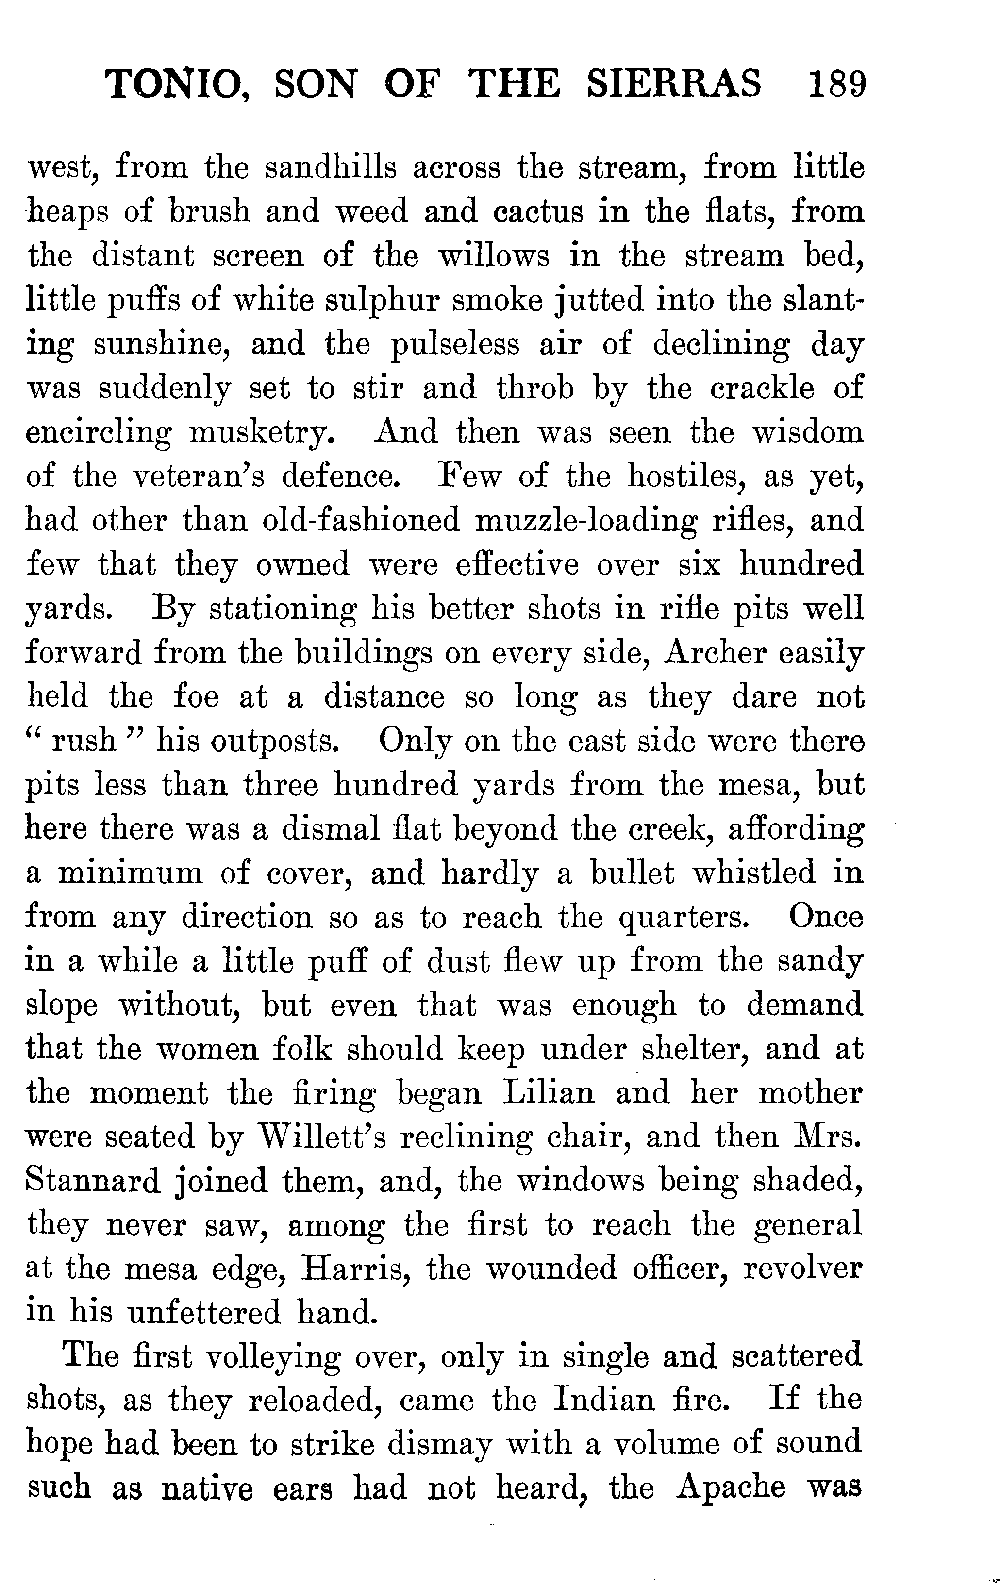 TONIO, SON OF THE SIERRAS 189
west, from the sandhills across the stream, from little
heaps of brush and weed and cactus in the flats, from
the distant screen of the willows in the stream bed,
little puffs of white sulphur smoke jutted into the slant-
ing sunshine, and the pulseless air of declining day
was suddenly set to stir and throb by the crackle of
encircling musketry. And then was seen the wisdom
of the veteran's defence. Few of the hostiles, as yet,
had other than old-fashioned muzzle-loading rifles, and
few that they owned were effective over six hundred
yards. By stationing his better shots in rifle pits well
forward from the buildings on every side, Archer easily
held the foe at a distance so long as they dare not
" rush " his outposts. Only on the east side were there
pits less than three hundred yards from the mesa, but
here there was a dismal flat beyond the creek, affording
a minimum of cover, and hardly a bullet whistled in
from any direction so as to reach the quarters. Once
in a while a little puff of dust flew up from the sandy
slope without, but even that was enough to demand
that the women folk should keep under shelter, and at
the moment the firing began Lilian and her mother
were seated by Willett's reclining chair, and then Mrs.
Stannard joined them, and, the windows being shaded,
they never saw, among the first to reach the general
at the mesa edge, Harris, the wounded officer, revolver
in his unfettered hand.
The first volleying over, only in single and scattered
shots, as they reloaded, came the Indian fire. If the
hope had been to strike dismay with a volume of sound
such as native ears had not heard, the Apache was